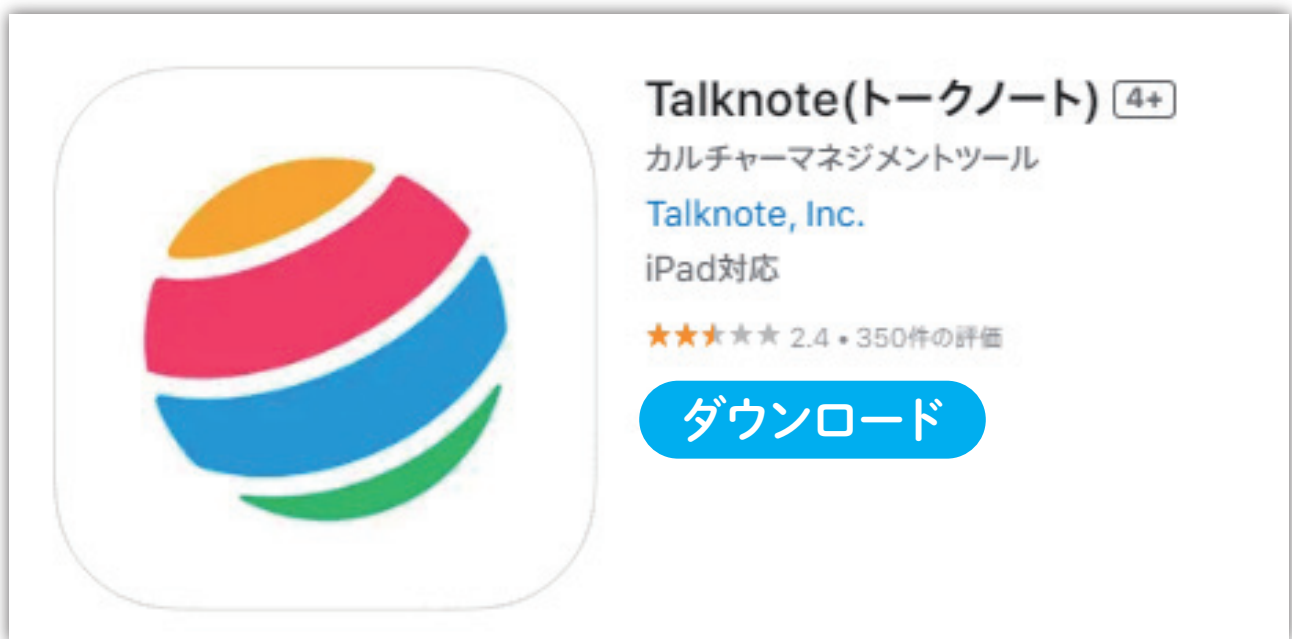 Talknote(トークノート) 4+
カルチャーマネジメントツール
Talknote, Inc.
iPad対応
★★★★★ 2.4 • 350件の評価
ダウンロード